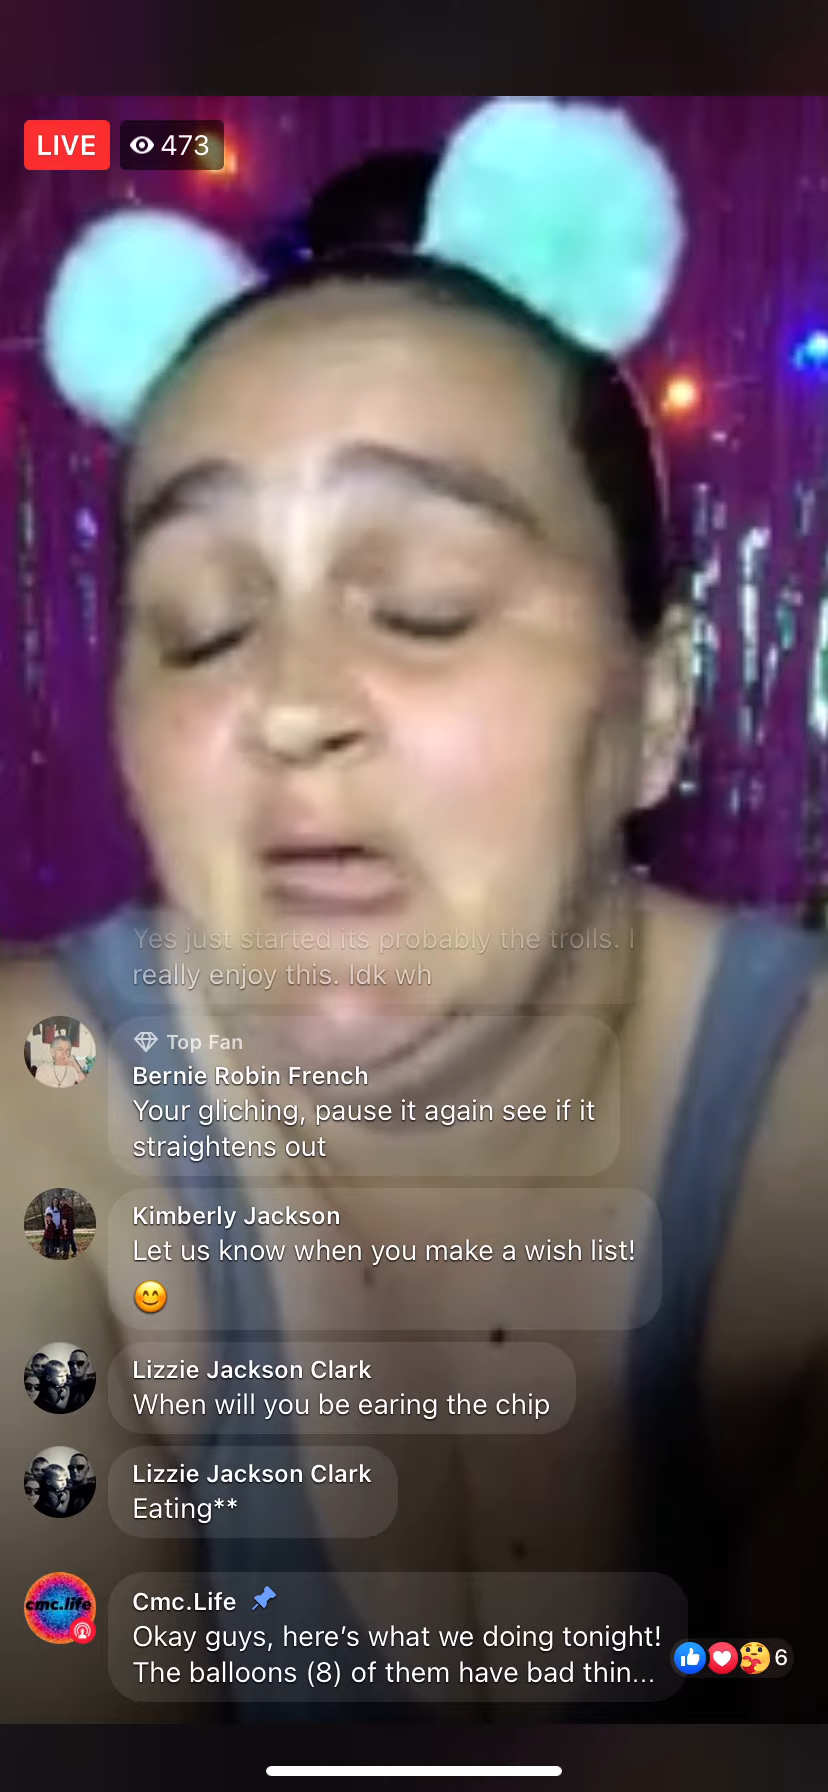 LIVE 473
Yes just started its probably the trolls. I
really enjoy this. Idk wh
Top Fan
Bernie Robin French
Your gliching, pause it again see if it
straightens out
Kimberly Jackson
Let us know when you make a wish list!
😊
Lizzie Jackson Clark
When will you be earing the chip
Lizzie Jackson Clark
Eating**
cmc.life
Cmc.Life
Okay guys, here's what we doing tonight!
The balloons (8) of them have bad thin...
6